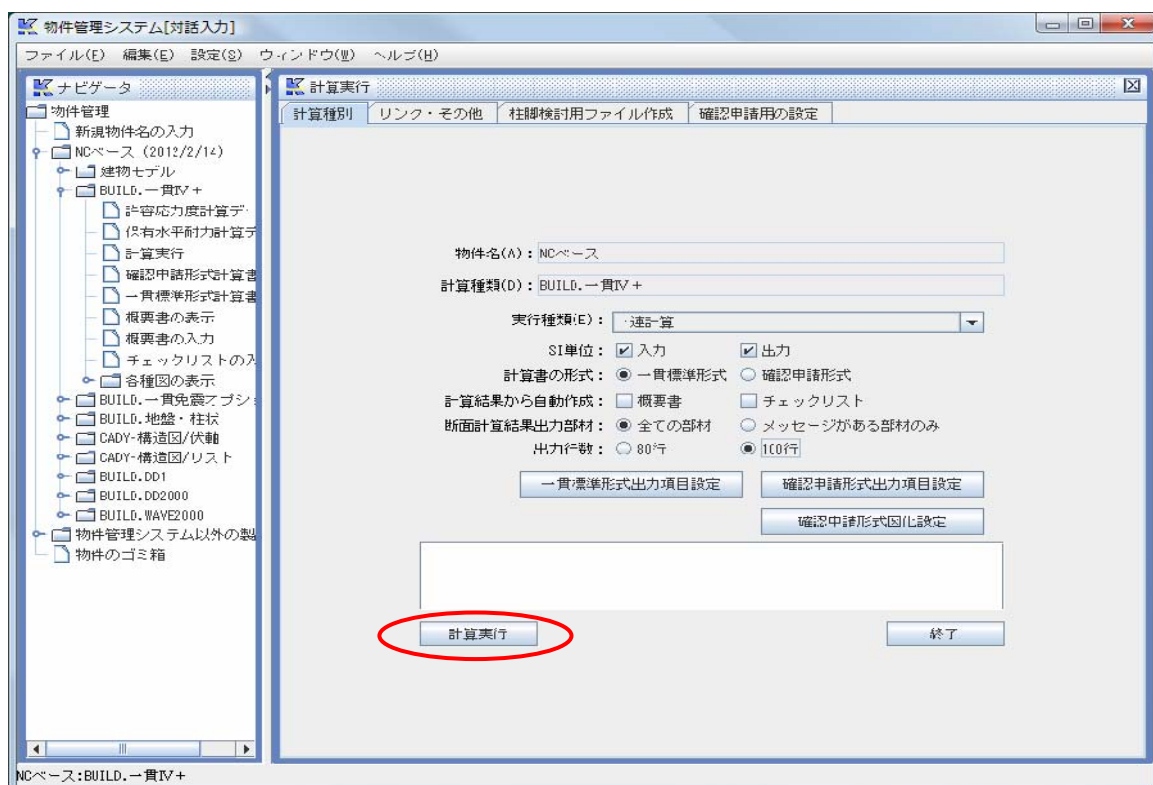 物件管理システム[対話入力]
ファイル(F) 編集(E) 設定(S) ウィンドウ(W) ヘルプ(H)
ナビゲータ
物件管理
新規物件名の入力
NCベース (2012/2/14)
建物モデル
BUILD.一貫Ⅳ+
許容応力度計算デ
保有水平耐力計算デ
計算実行
確認申請形式計算書
一貫標準形式計算書
概要書の表示
概要書の入力
チェックリストの入
各種図の表示
BUILD.一貫免震オプショ
BUILD.地盤・柱状
CADY-構造図/伏軸
CADY-構造図/リスト
BUILD.DD1
BUILD.DD2000
BUILD.WAVE2000
物件管理システム以外の製
物件のゴミ箱
計算実行
計算種別 リンク・その他 柱脚検討用ファイル作成 確認申請用の設定
物件名(A): NCベース
計算種類(D): BUILD.一貫Ⅳ+
実行種類(E): 一連計算
SI単位: 入力 出力
計算書の形式: 一貫標準形式 確認申請形式
計算結果から自動作成: 概要書 チェックリスト
断面計算結果出力部材: 全ての部材 メッセージがある部材のみ
出力行数: 80行 100行
一貫標準形式出力項目設定 確認申請形式出力項目設定
確認申請形式図化設定
計算実行 終了
NCベース:BUILD.一貫Ⅳ+